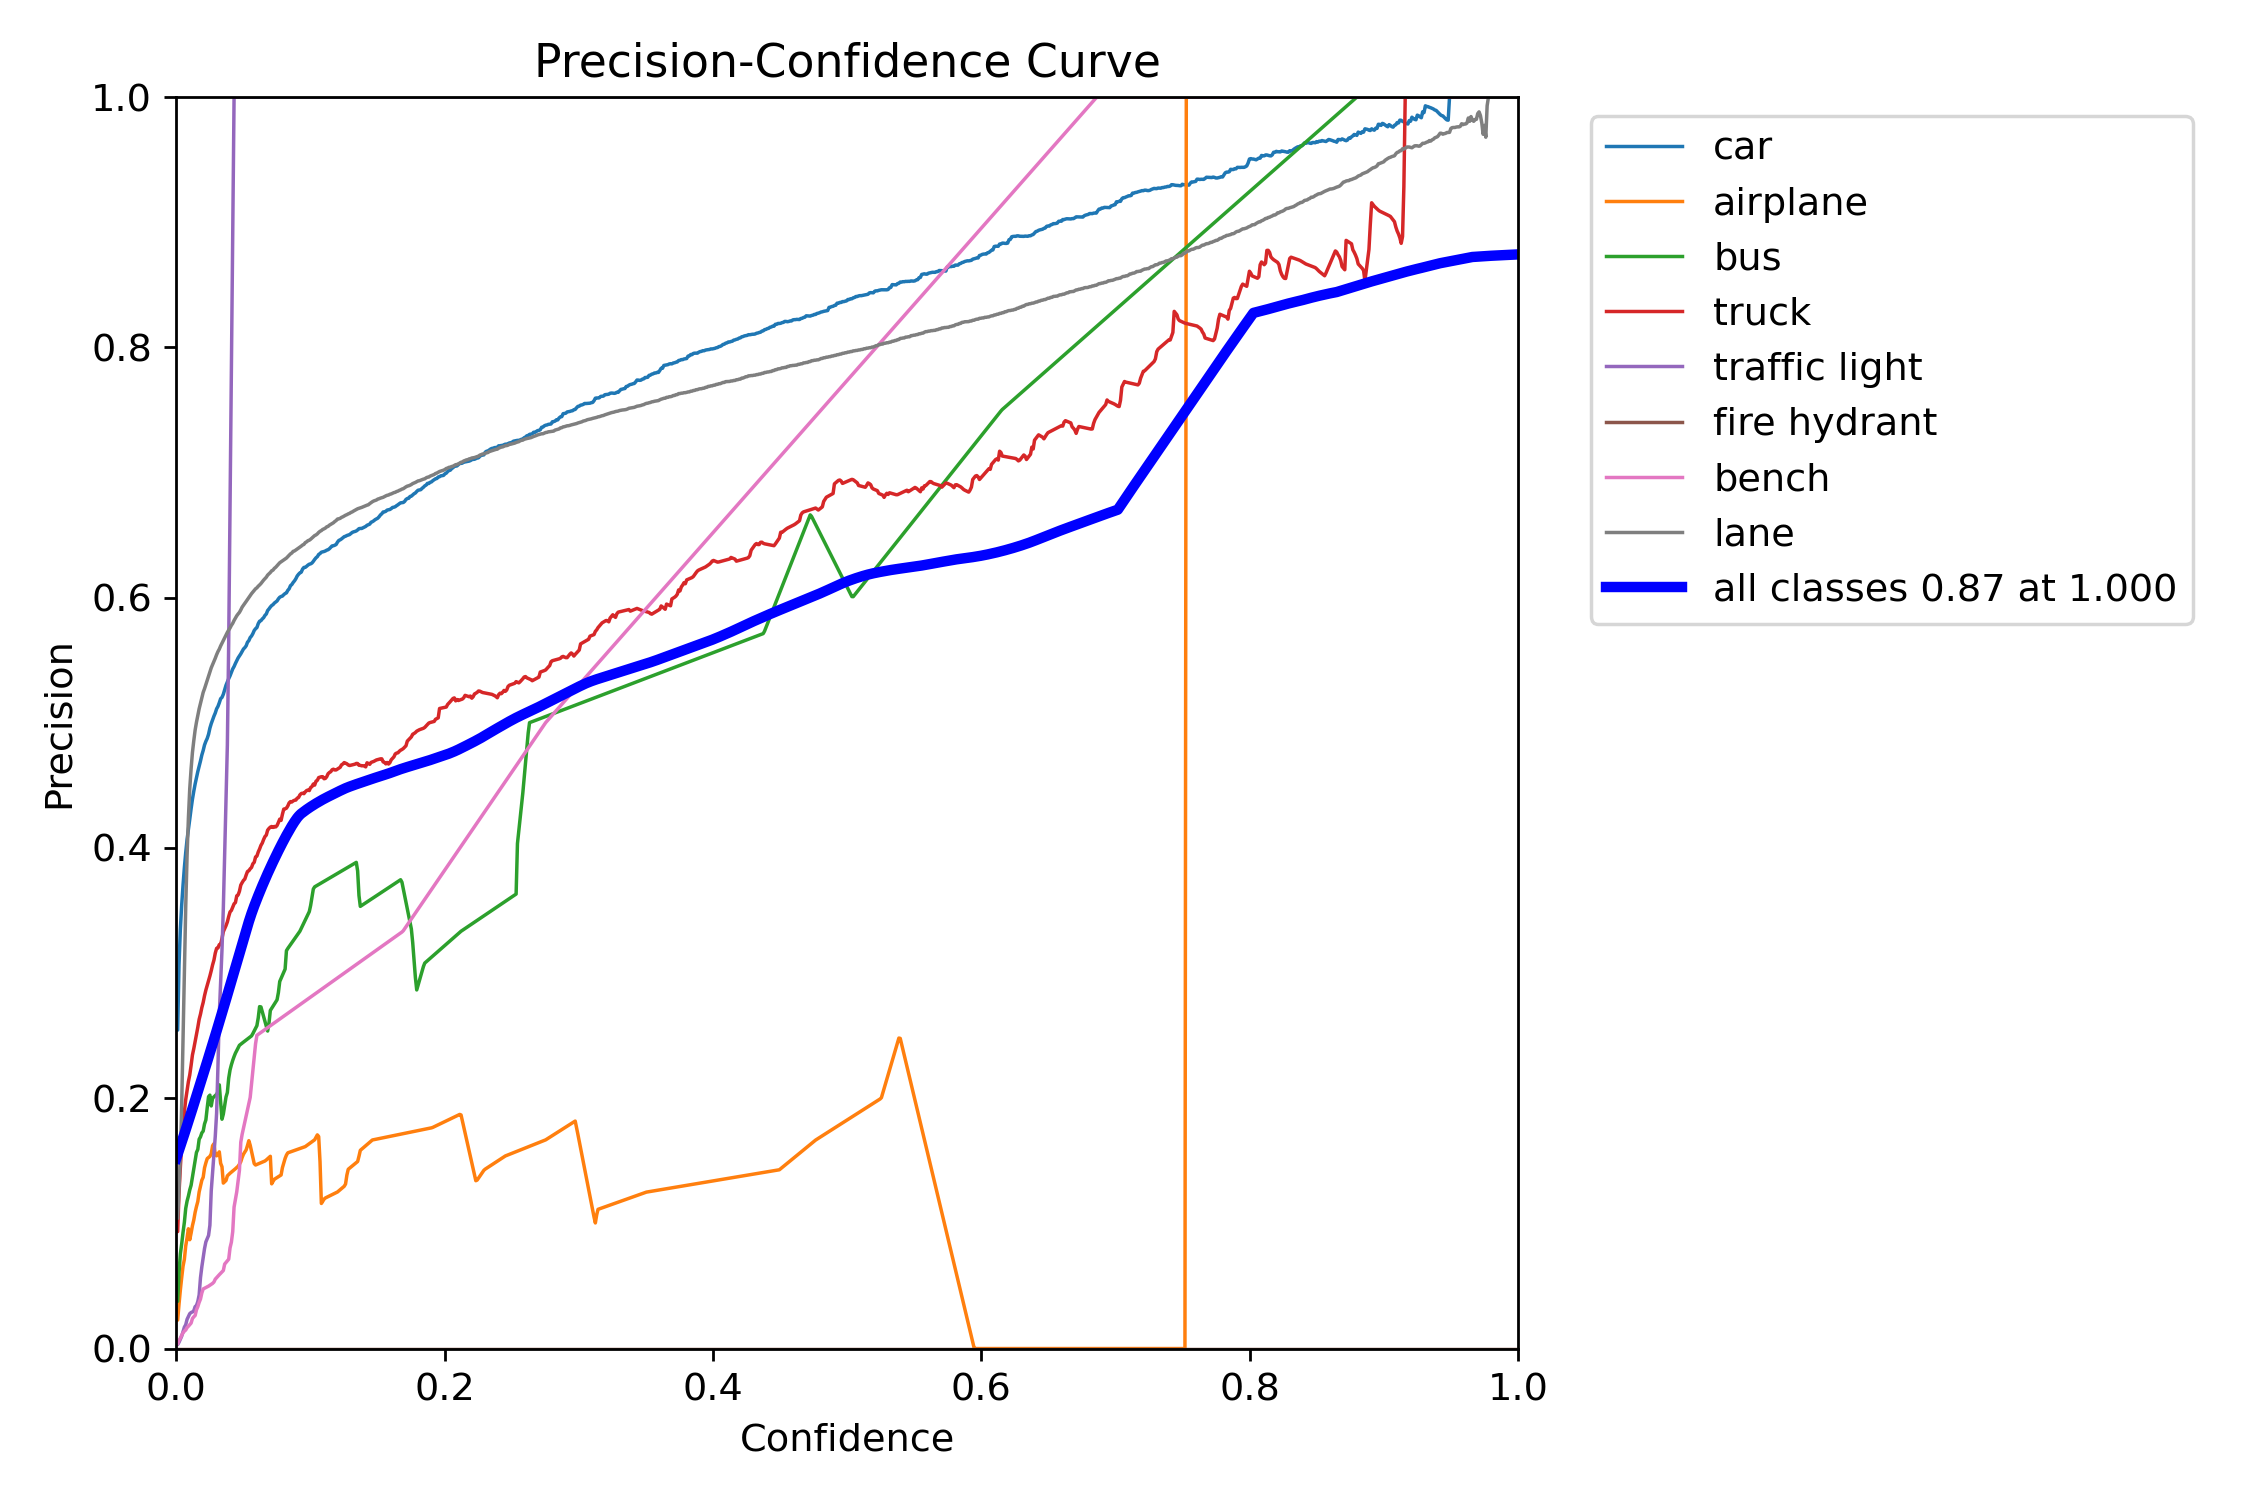 Precision-Confidence Curve
1.0
0.8
0.6
0.4
0.2
0.0
Precision
0.0 0.2 0.4 0.6 0.8 1.0
Confidence
car
airplane
bus
truck
traffic light
fire hydrant
bench
lane
all classes 0.87 at 1.000